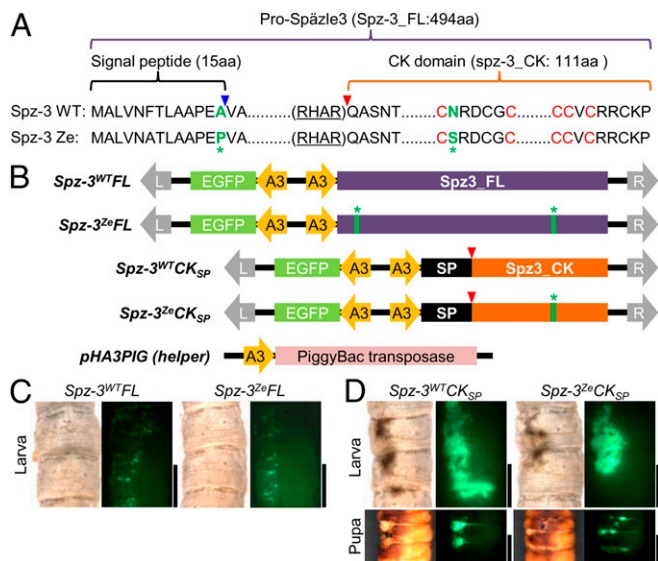 A
Pro-Späzle3 (Spz-3_FL:494aa)
Signal peptide (15aa)
CK domain (spz-3_CK: 111aa )
Spz-3 WT: MALVNFTLAAPEAVA..........(RHAR)QASNT.......CNRDCGC........CCVCRRCKP
Spz-3 Ze: MALVNATLAAPEPVA..........(RHAR)QASNT.......CSRDCGC........CCVCRRCKP
* *
B
Spz-3WTFL L EGFP A3 A3 Spz3_FL R
* *
Spz-3ZeFL L EGFP A3 A3 R
Spz-3WTCKSP L EGFP A3 A3 SP Spz3_CK R
*
Spz-3ZeCKSP L EGFP A3 A3 SP R
pHA3PIG (helper) A3 PiggyBac transposase
C
Spz-3WTFL Spz-3ZeFL
Larva
D
Spz-3WTCKSP Spz-3ZeCKSP
Larva
Pupa